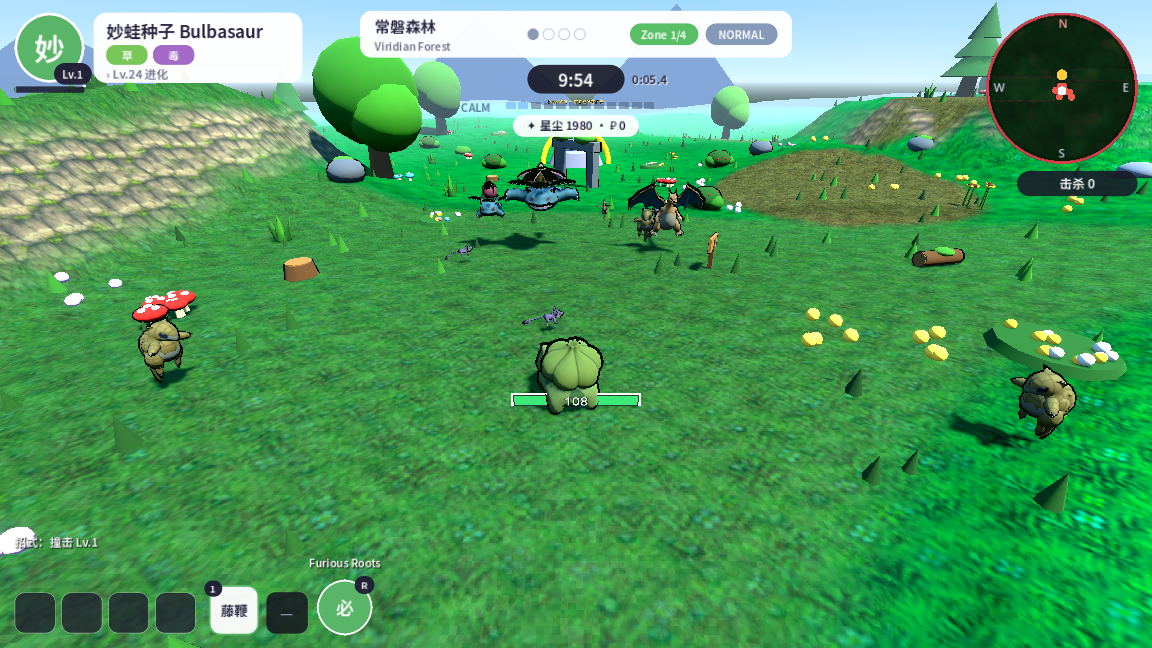 妙
Lv.1
妙蛙种子 Bulbasaur
草 毒
› Lv.24 进化
常磐森林
Viridian Forest
Zone 1/4
NORMAL
9:54
0:05.4
CALM
✦ 星尘 1980 · ₽ 0
N
W
E
S
击杀 0
108
招式: 撞击 Lv.1
Furious Roots
1
藤鞭
—
R
必